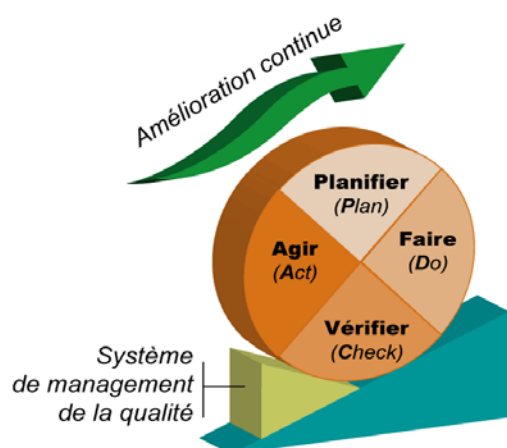 Amélioration continue
Planifier
(Plan)
Faire
(Do)
Agir
(Act)
Vérifier
(Check)
Système
de management
de la qualité